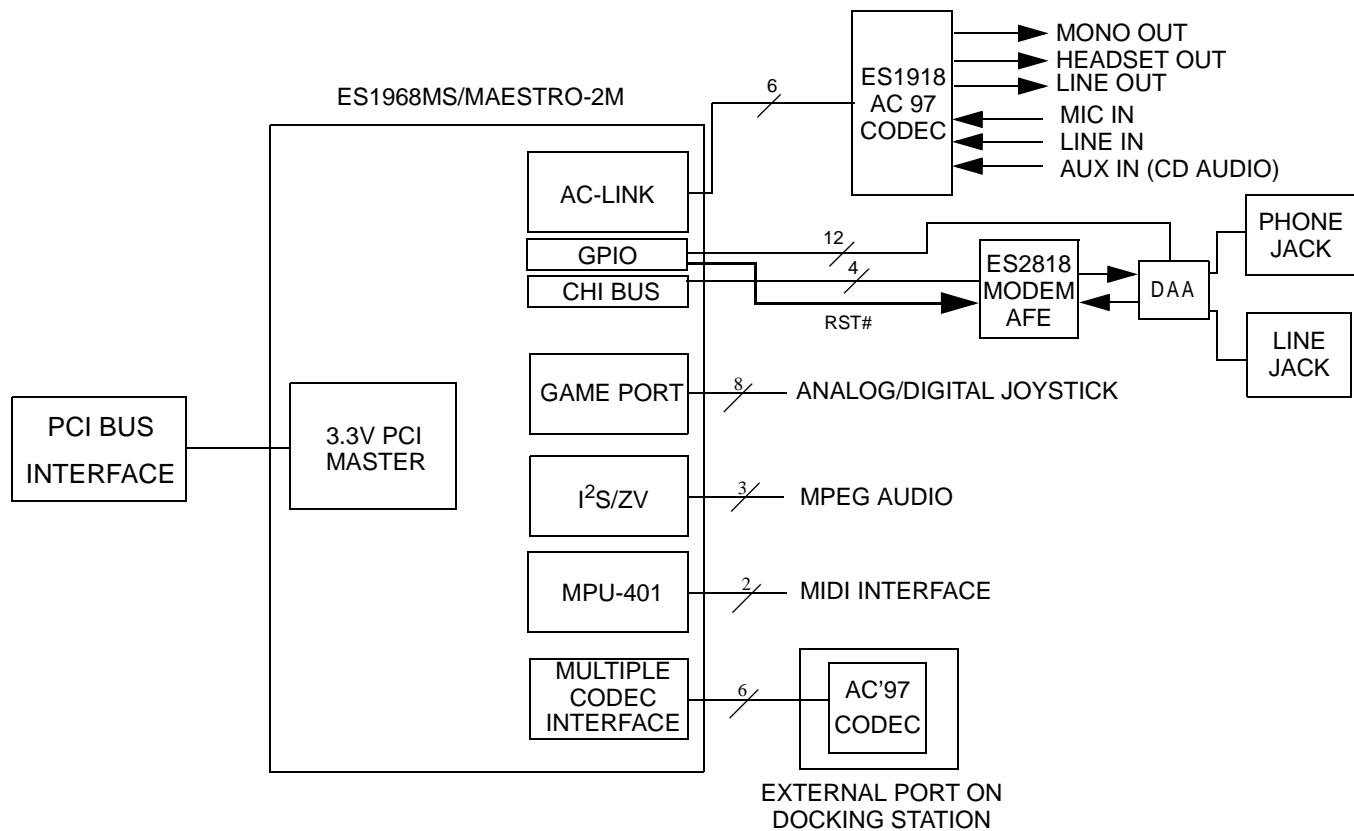 ES1968MS/MAESTRO-2M
6
ES1918
AC 97
CODEC
MONO OUT
HEADSET OUT
LINE OUT
MIC IN
LINE IN
AUX IN (CD AUDIO)
AC-LINK
GPIO
CHI BUS
12
4
RST#
ES2818
MODEM
AFE
DAA
PHONE
JACK
LINE
JACK
GAME PORT
8
ANALOG/DIGITAL JOYSTICK
PCI BUS
INTERFACE
3.3V PCI
MASTER
I²S/ZV
3
MPEG AUDIO
MPU-401
2
MIDI INTERFACE
MULTIPLE
CODEC
INTERFACE
6
AC'97
CODEC
EXTERNAL PORT ON
DOCKING STATION